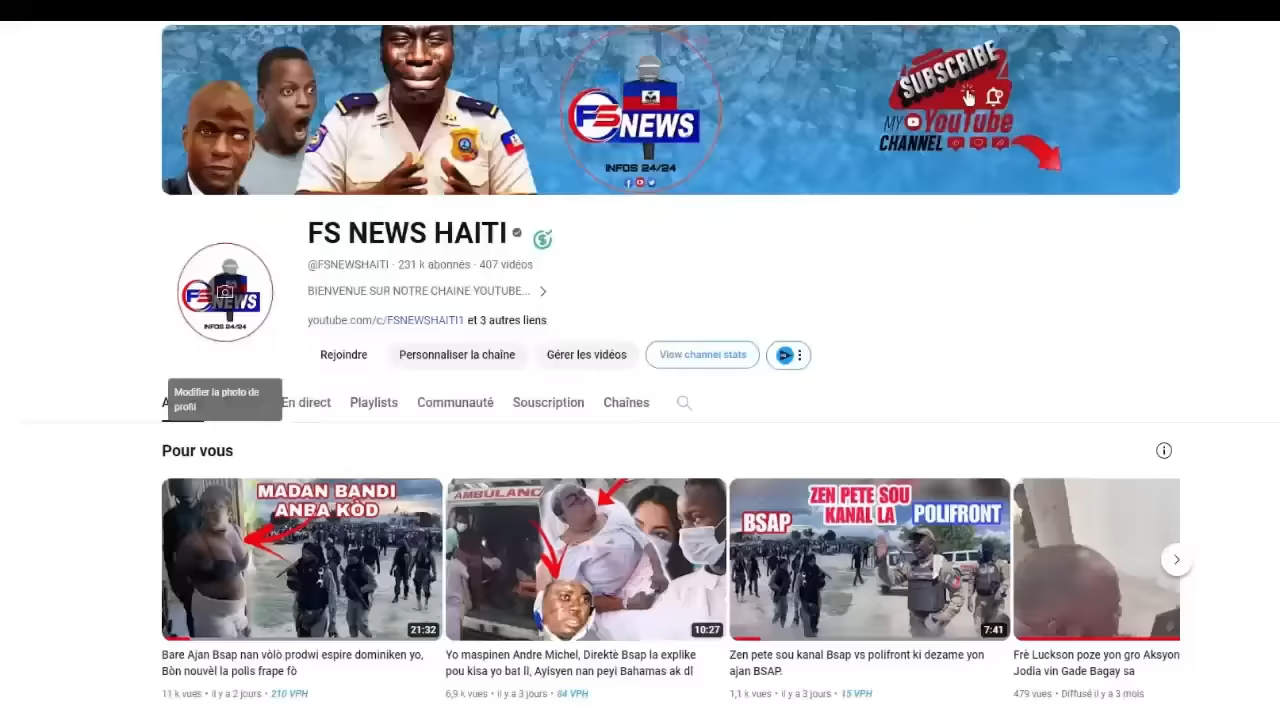 SUBSCRIBE
MY YouTube
CHANNEL
FS NEWS
INFOS 24/24
FS NEWS HAITI
@FSNEWSHAITI · 231 k abonnés · 407 vidéos
BIENVENUE SUR NOTRE CHAINE YOUTUBE...
FS NEWS
INFOS 24/24
youtube.com/c/FSNEWSHAITI1 et 3 autres liens
Rejoindre Personnaliser la chaîne Gérer les vidéos View channel stats
Modifier la photo de
profil
En direct Playlists Communauté Souscription Chaînes
Pour vous
MADAN BANDI
ANBA KÒD
21:32
AMBULANC
10:27
ZEN PETE SOU
KANAL LA
BSAP
POLIFRONT
7:41
Bare Ajan Bsap nan vòlò prodwi espire dominiken yo,
Bòn nouvèl la polis frape fò
11 k vues • il y a 2 jours • 210 VPH
Yo maspinen Andre Michel, Direktè Bsap la eksplike
pou kisa yo bat li, Ayisyen nan peyi Bahamas ak dl
6,9 k vues • il y a 3 jours • 84 VPH
Zen pete sou kanal Bsap vs polifront ki dezame yon
ajan BSAP.
1,1 k vues • il y a 3 jours • 15 VPH
Frè Luckson poze yon gro Aksyon
Jodia vin Gade Bagay sa
479 vues • Diffusé il y a 3 mois